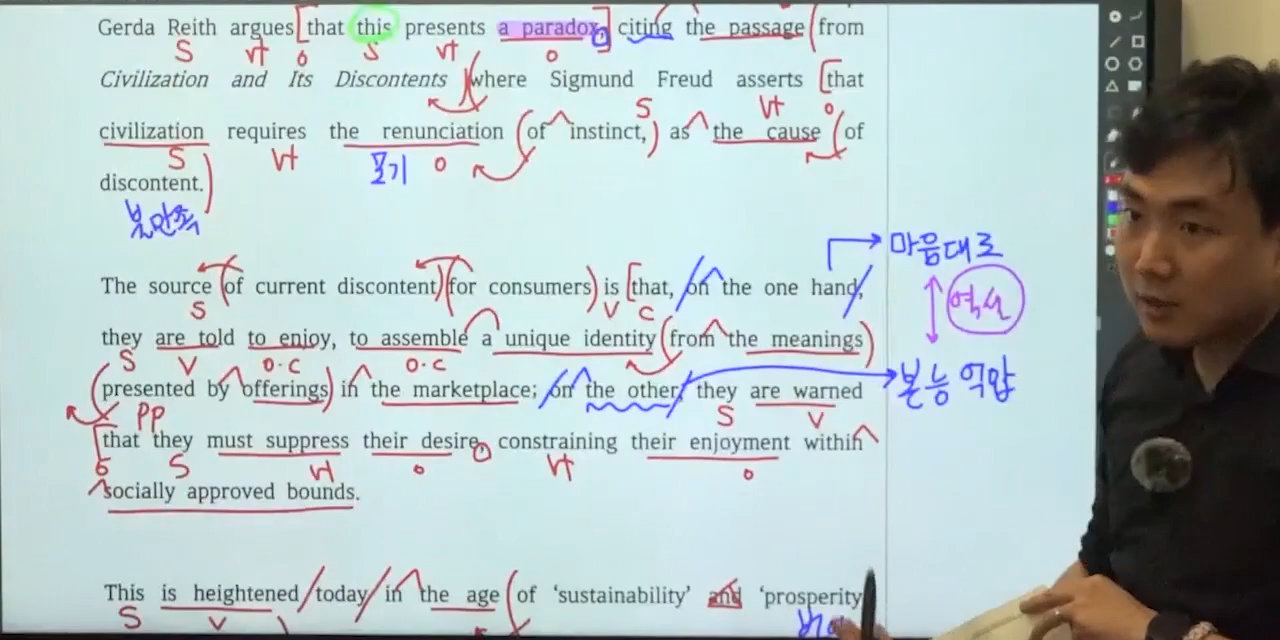 Gerda Reith argues that this presents a paradox, citing the passage from
S vt o S vt o
Civilization and Its Discontents where Sigmund Freud asserts that
S vt o
civilization requires the renunciation of instinct, as the cause of
S vt 포기 o
discontent.
불만족
The source of current discontent for consumers is that, on the one hand,
마음대로
S V C
they are told to enjoy, to assemble a unique identity from the meanings
역설
S V O·C O·C
presented by offerings in the marketplace; on the other, they are warned
본능 억압
PP S V
that they must suppress their desire, constraining their enjoyment within
o S vt o vt o
socially approved bounds.
This is heightened today in the age of 'sustainability' and 'prosperity
S V